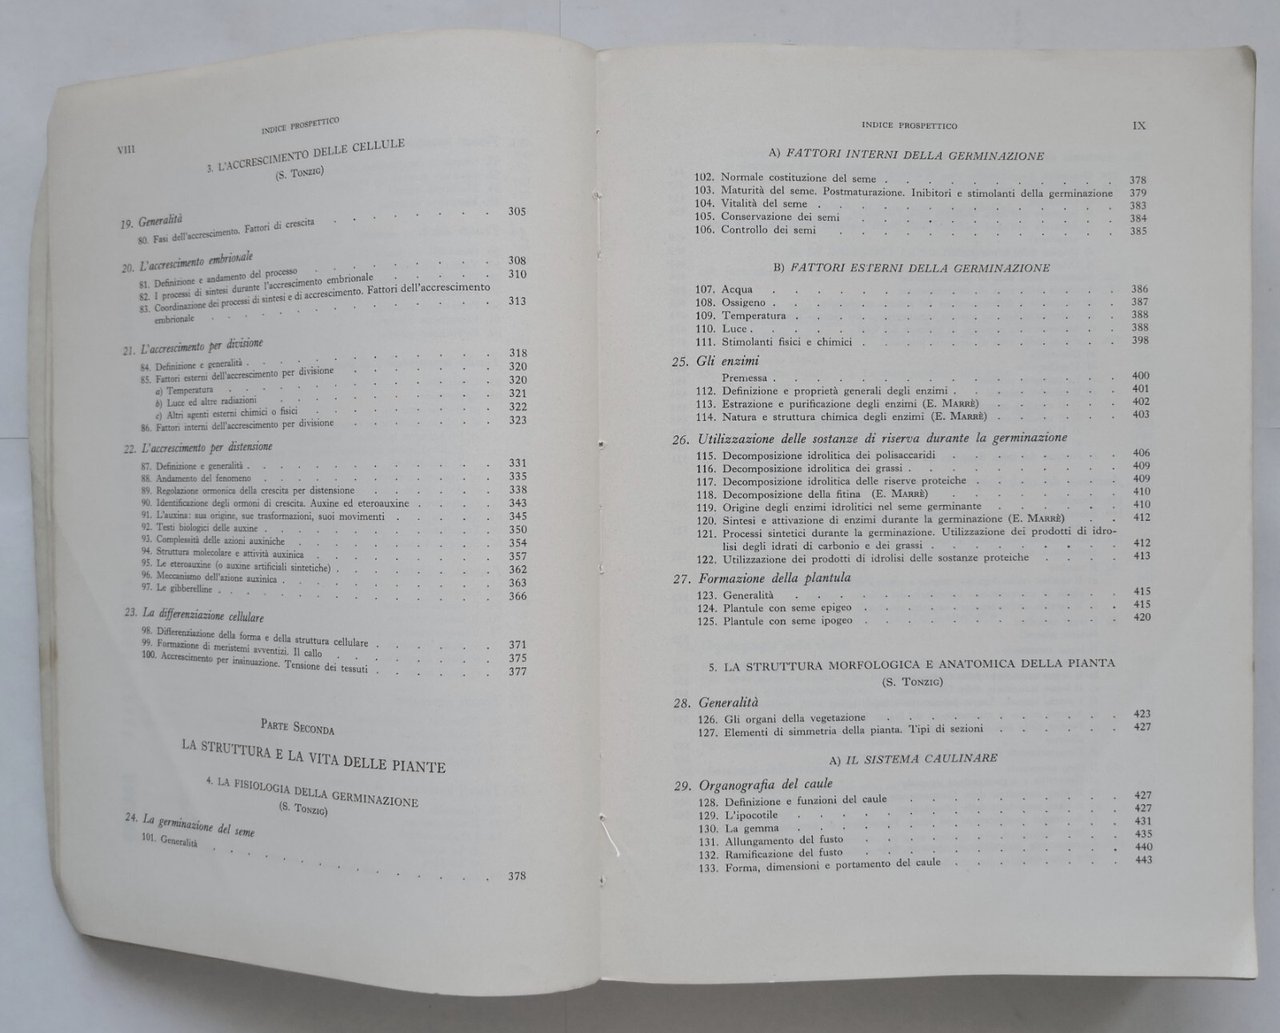 VIII
INDICE PROSPETTICO
3. L'ACCRESCIMENTO DELLE CELLULE
(S. TONZIG)
19. Generalità
80. Fasi dell'accrescimento. Fattori di crescita . . . . . . . 305
20. L'accrescimento embrionale
81. Definizione e andamento del processo . . . . . . . 308
82. I processi di sintesi durante l'accrescimento embrionale . . . . . 310
83. Coordinazione dei processi di sintesi e di accrescimento. Fattori dell'accrescimento
embrionale . . . . . . . . . . . 313
21. L'accrescimento per divisione
84. Definizione e generalità . . . . . . . . . . 318
85. Fattori esterni dell'accrescimento per divisione . . . . . . 320
a) Temperatura . . . . . . . . . . 320
b) Luce ed altre radiazioni . . . . . . . . . 321
c) Altri agenti esterni chimici o fisici . . . . . . . 322
86. Fattori interni dell'accrescimento per divisione . . . . . . 323
22. L'accrescimento per distensione
87. Definizione e generalità . . . . . . . . . . 331
88. Andamento del fenomeno . . . . . . . . . 335
89. Regolazione ormonica della crescita per distensione . . . . . 338
90. Identificazione degli ormoni di crescita. Auxine ed eteroauxine . . . . 343
91. L'auxina: sua origine, sue trasformazioni, suoi movimenti . . . . . 345
92. Testi biologici delle auxine . . . . . . . . . 350
93. Complessità delle azioni auxiniche . . . . . . . . 354
94. Struttura molecolare e attività auxinica . . . . . . . 357
95. Le eteroauxine (o auxine artificiali sintetiche) . . . . . . . 362
96. Meccanismo dell'azione auxinica . . . . . . . . . 363
97. Le gibberelline . . . . . . . . . . . 366
23. La differenziazione cellulare
98. Differenziazione della forma e della struttura cellulare . . . . . 371
99. Formazione di meristemi avventizi. Il callo . . . . . . . 375
100. Accrescimento per insinuazione. Tensione dei tessuti . . . . . . 377
PARTE SECONDA
LA STRUTTURA E LA VITA DELLE PIANTE
4. LA FISIOLOGIA DELLA GERMINAZIONE
(S. TONZIG)
24. La germinazione del seme
101. Generalità . . . . . . . . . . . . 378
INDICE PROSPETTICO
IX
A) FATTORI INTERNI DELLA GERMINAZIONE
102. Normale costituzione del seme . . . . . . . . . . 378
103. Maturità del seme. Postmaturazione. Inibitori e stimolanti della germinazione 379
104. Vitalità del seme . . . . . . . . . . . . . 383
105. Conservazione dei semi . . . . . . . . . . . 384
106. Controllo dei semi . . . . . . . . . . . . 385
B) FATTORI ESTERNI DELLA GERMINAZIONE
107. Acqua . . . . . . . . . . . . . . 386
108. Ossigeno . . . . . . . . . . . . . . 387
109. Temperatura . . . . . . . . . . . . . 388
110. Luce . . . . . . . . . . . . . . . 388
111. Stimolanti fisici e chimici . . . . . . . . . . . 398
25. Gli enzimi
Premessa . . . . . . . . . . . . . . 400
112. Definizione e proprietà generali degli enzimi . . . . . . . 401
113. Estrazione e purificazione degli enzimi (E. MARRÈ) . . . . . . 402
114. Natura e struttura chimica degli enzimi (E. MARRÈ) . . . . . . 403
26. Utilizzazione delle sostanze di riserva durante la germinazione
115. Decomposizione idrolitica dei polisaccaridi . . . . . . . . 406
116. Decomposizione idrolitica dei grassi . . . . . . . . . 409
117. Decomposizione idrolitica delle riserve proteiche . . . . . . . 409
118. Decomposizione della fitina (E. MARRÈ) . . . . . . . . 410
119. Origine degli enzimi idrolitici nel seme germinante . . . . . . 410
120. Sintesi e attivazione di enzimi durante la germinazione (E. MARRÈ) . . 412
121. Processi sintetici durante la germinazione. Utilizzazione dei prodotti di idro-
lisi degli idrati di carbonio e dei grassi . . . . . . . . 412
122. Utilizzazione dei prodotti di idrolisi delle sostanze proteiche . . . . 413
27. Formazione della plantula
123. Generalità . . . . . . . . . . . . . 415
124. Plantule con seme epigeo . . . . . . . . . . . 415
125. Plantule con seme ipogeo . . . . . . . . . . . 420
5. LA STRUTTURA MORFOLOGICA E ANATOMICA DELLA PIANTA
(S. TONZIG)
28. Generalità
126. Gli organi della vegetazione . . . . . . . . . . 423
127. Elementi di simmetria della pianta. Tipi di sezioni . . . . . . 427
A) IL SISTEMA CAULINARE
29. Organografia del caule
128. Definizione e funzioni del caule . . . . . . . . . 427
129. L'ipocotile . . . . . . . . . . . . . 427
130. La gemma . . . . . . . . . . . . . 431
131. Allungamento del fusto . . . . . . . . . . . 435
132. Ramificazione del fusto . . . . . . . . . . . 440
133. Forma, dimensioni e portamento del caule . . . . . . . . 443